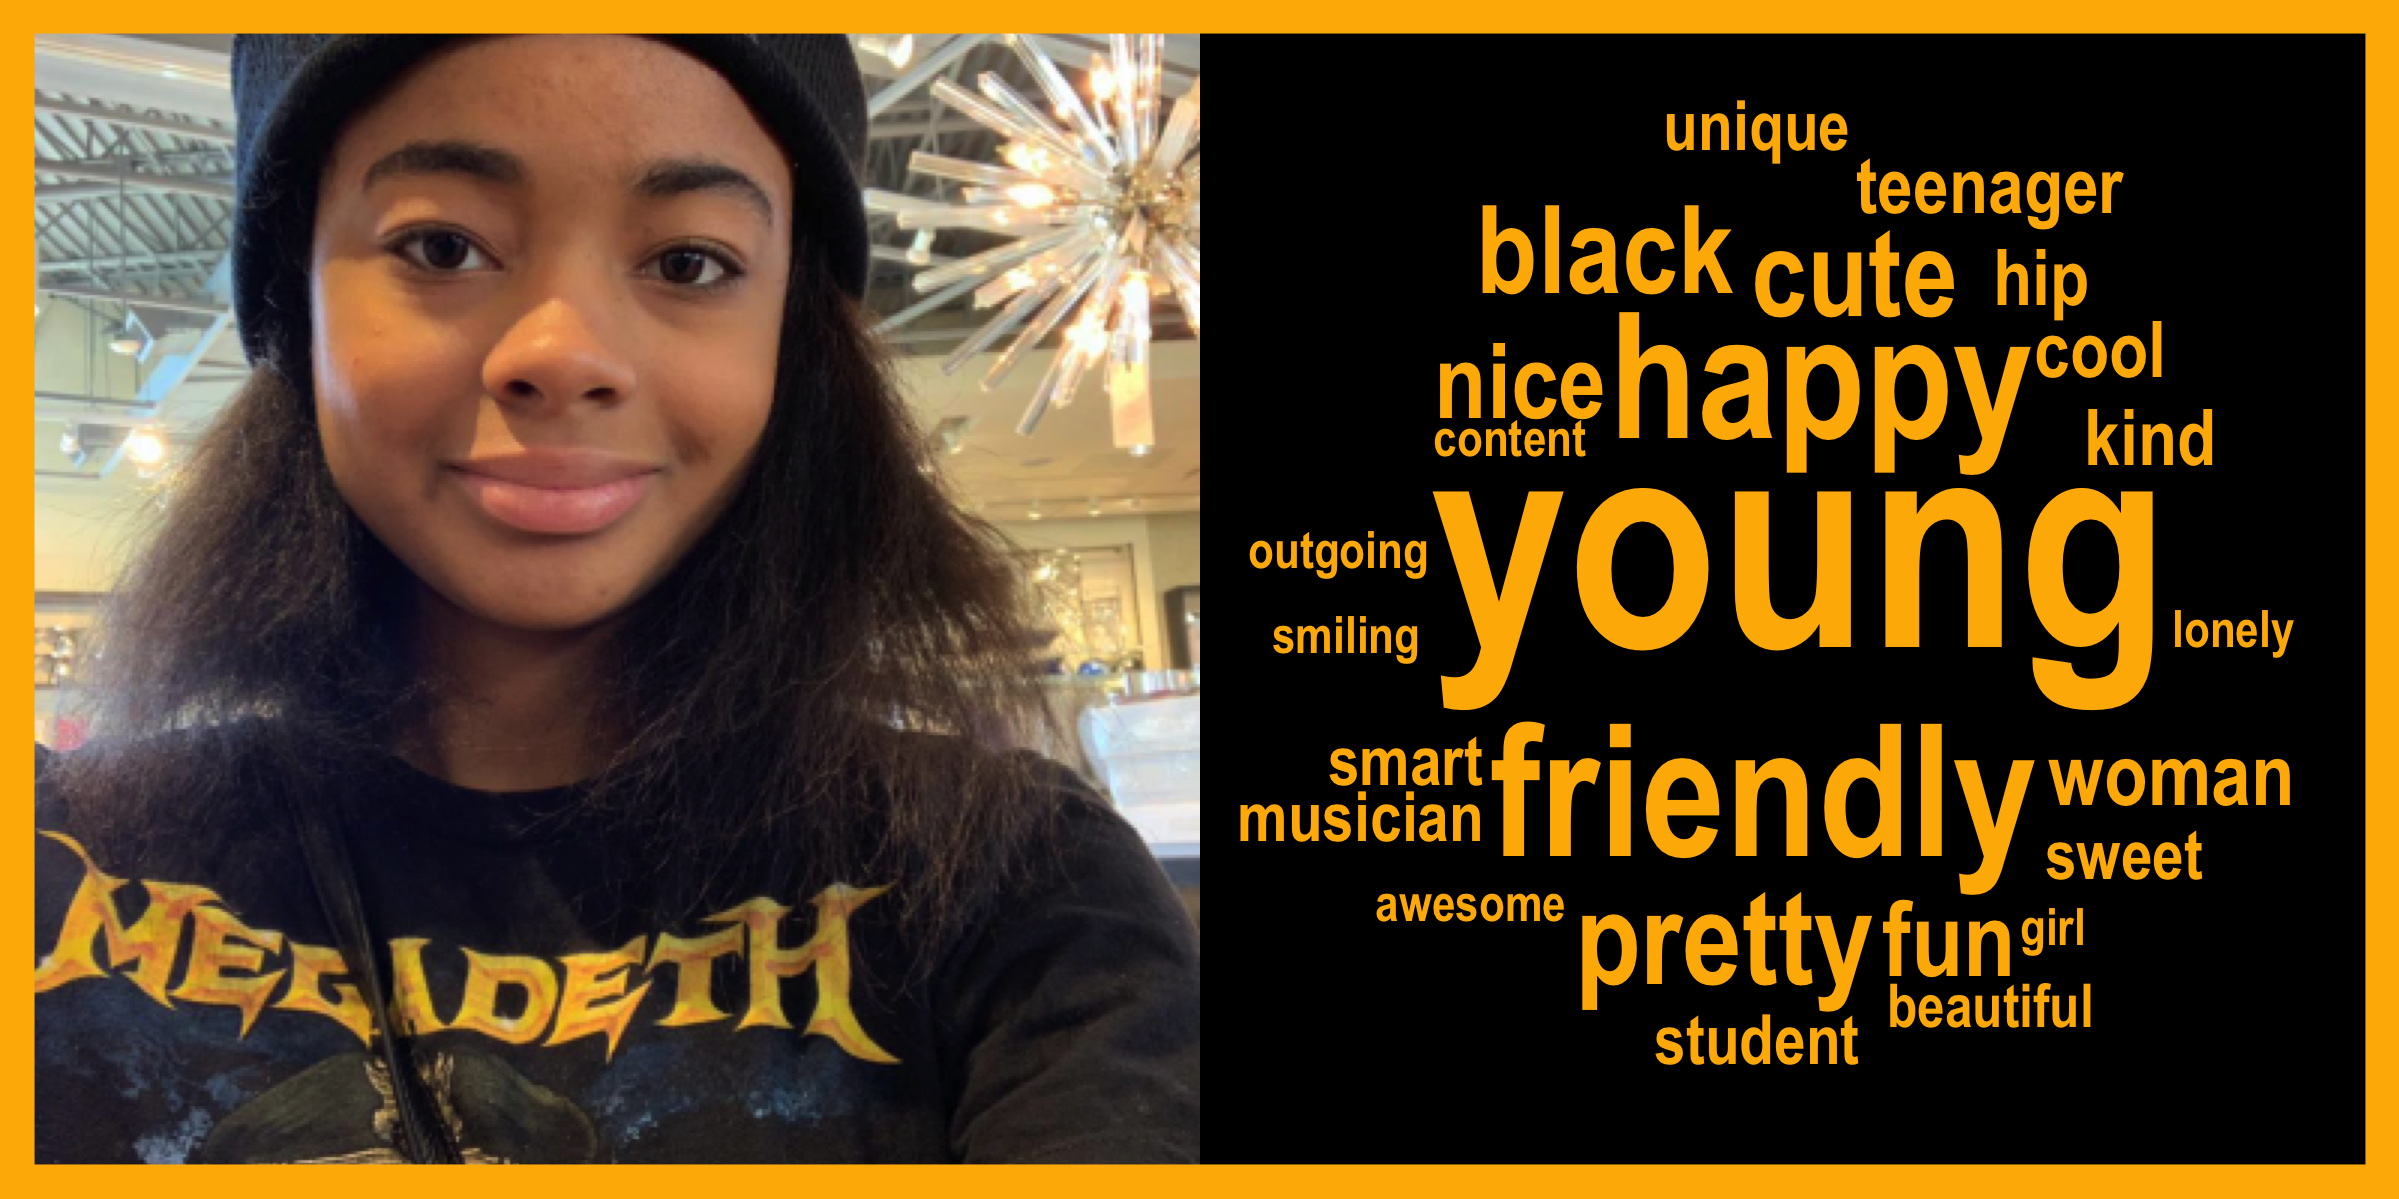 MEGADETH
unique
teenager
black cute hip
nice happy cool
content kind
young
outgoing
smiling lonely
smart friendly woman
musician sweet
awesome pretty fun girl
beautiful
student